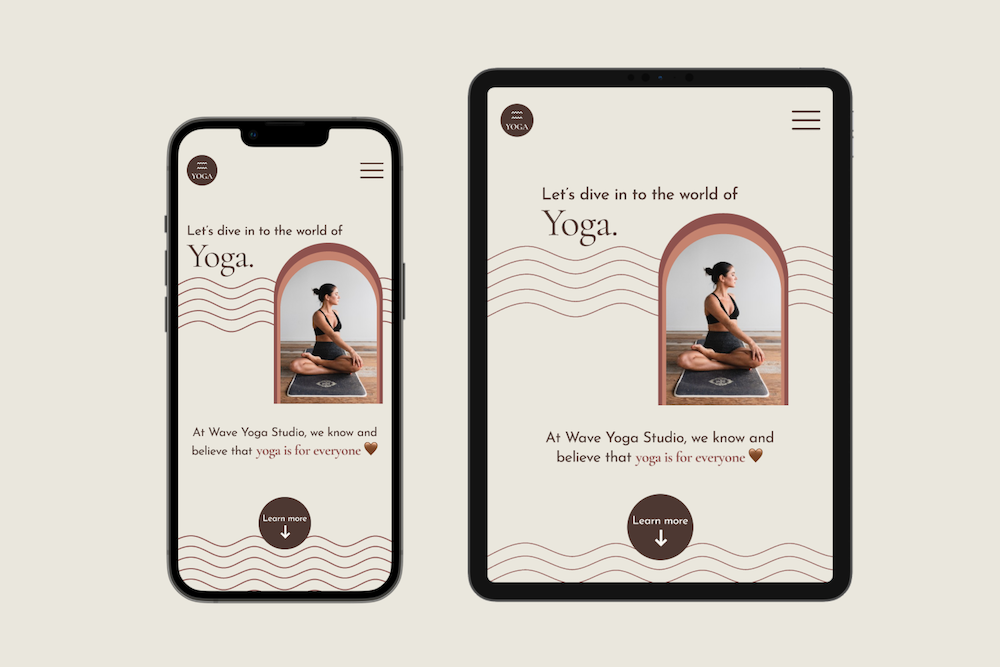 YOGA
Let's dive in to the world of
Yoga.
At Wave Yoga Studio, we know and
believe that yoga is for everyone 🤎
Learn more
↓
YOGA
Let's dive in to the world of
Yoga.
At Wave Yoga Studio, we know and
believe that yoga is for everyone 🤎
Learn more
↓